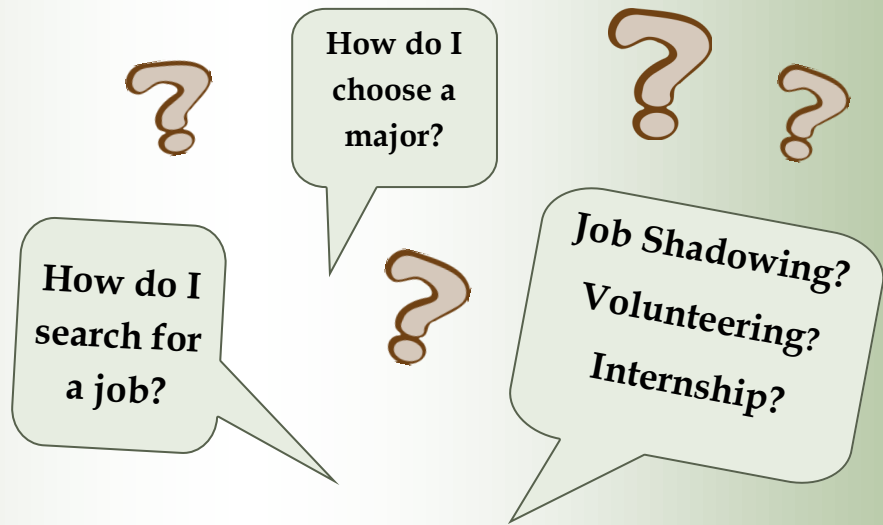 How do I
choose a
major?
How do I
search for
a job?
Job Shadowing?
Volunteering?
Internship?